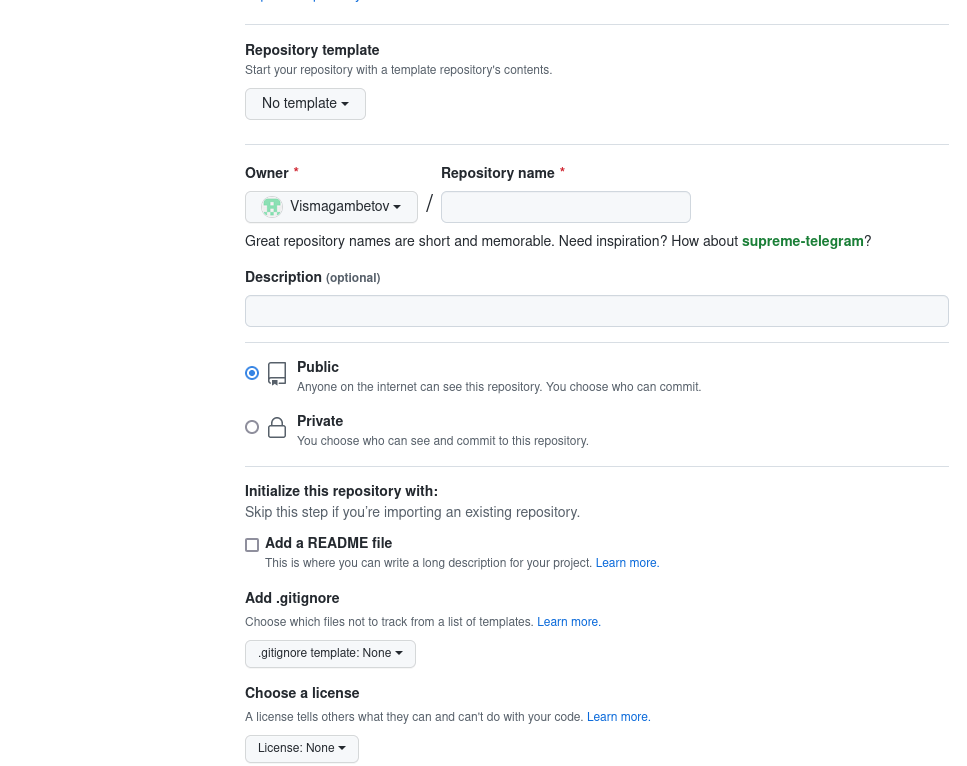 Repository template
Start your repository with a template repository's contents.
No template
Owner *
Repository name *
Vismagambetov
/
Great repository names are short and memorable. Need inspiration? How about supreme-telegram?
Description (optional)
Public
Anyone on the internet can see this repository. You choose who can commit.
Private
You choose who can see and commit to this repository.
Initialize this repository with:
Skip this step if you're importing an existing repository.
Add a README file
This is where you can write a long description for your project. Learn more.
Add .gitignore
Choose which files not to track from a list of templates. Learn more.
.gitignore template: None
Choose a license
A license tells others what they can and can't do with your code. Learn more.
License: None